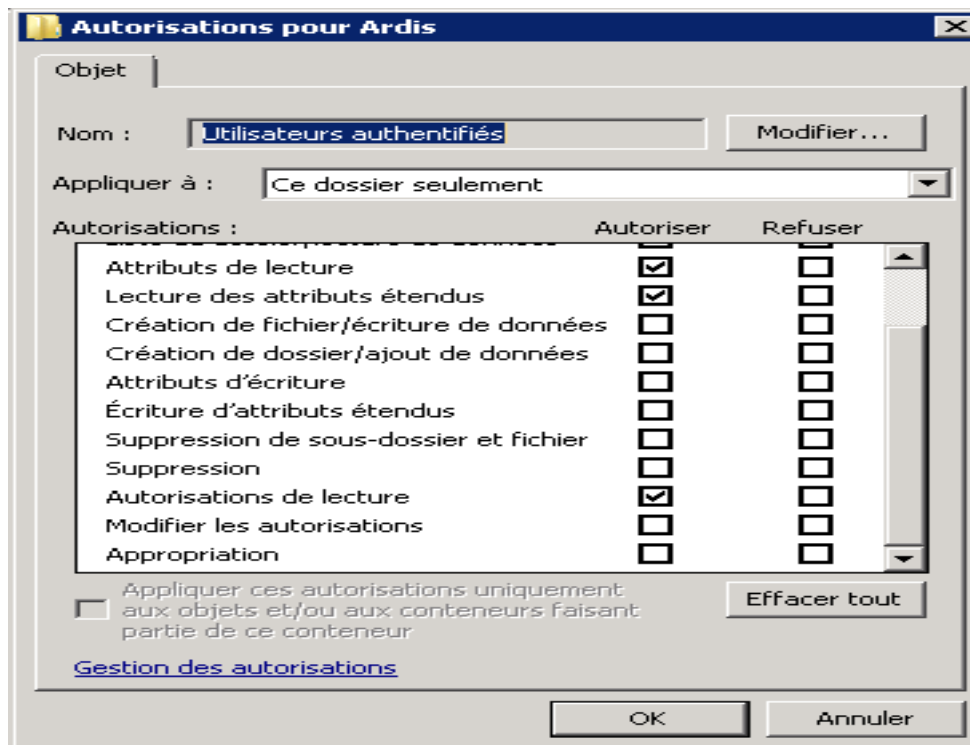 Autorisations pour Ardis
Objet
Nom : Utilisateurs authentifiés Modifier...
Appliquer à : Ce dossier seulement
Autorisations : Autoriser Refuser
Attributs de lecture
Lecture des attributs étendus
Création de fichier/écriture de données
Création de dossier/ajout de données
Attributs d'écriture
Écriture d'attributs étendus
Suppression de sous-dossier et fichier
Suppression
Autorisations de lecture
Modifier les autorisations
Appropriation
Appliquer ces autorisations uniquement
aux objets et/ou aux conteneurs faisant
partie de ce conteneur
Effacer tout
Gestion des autorisations
OK Annuler